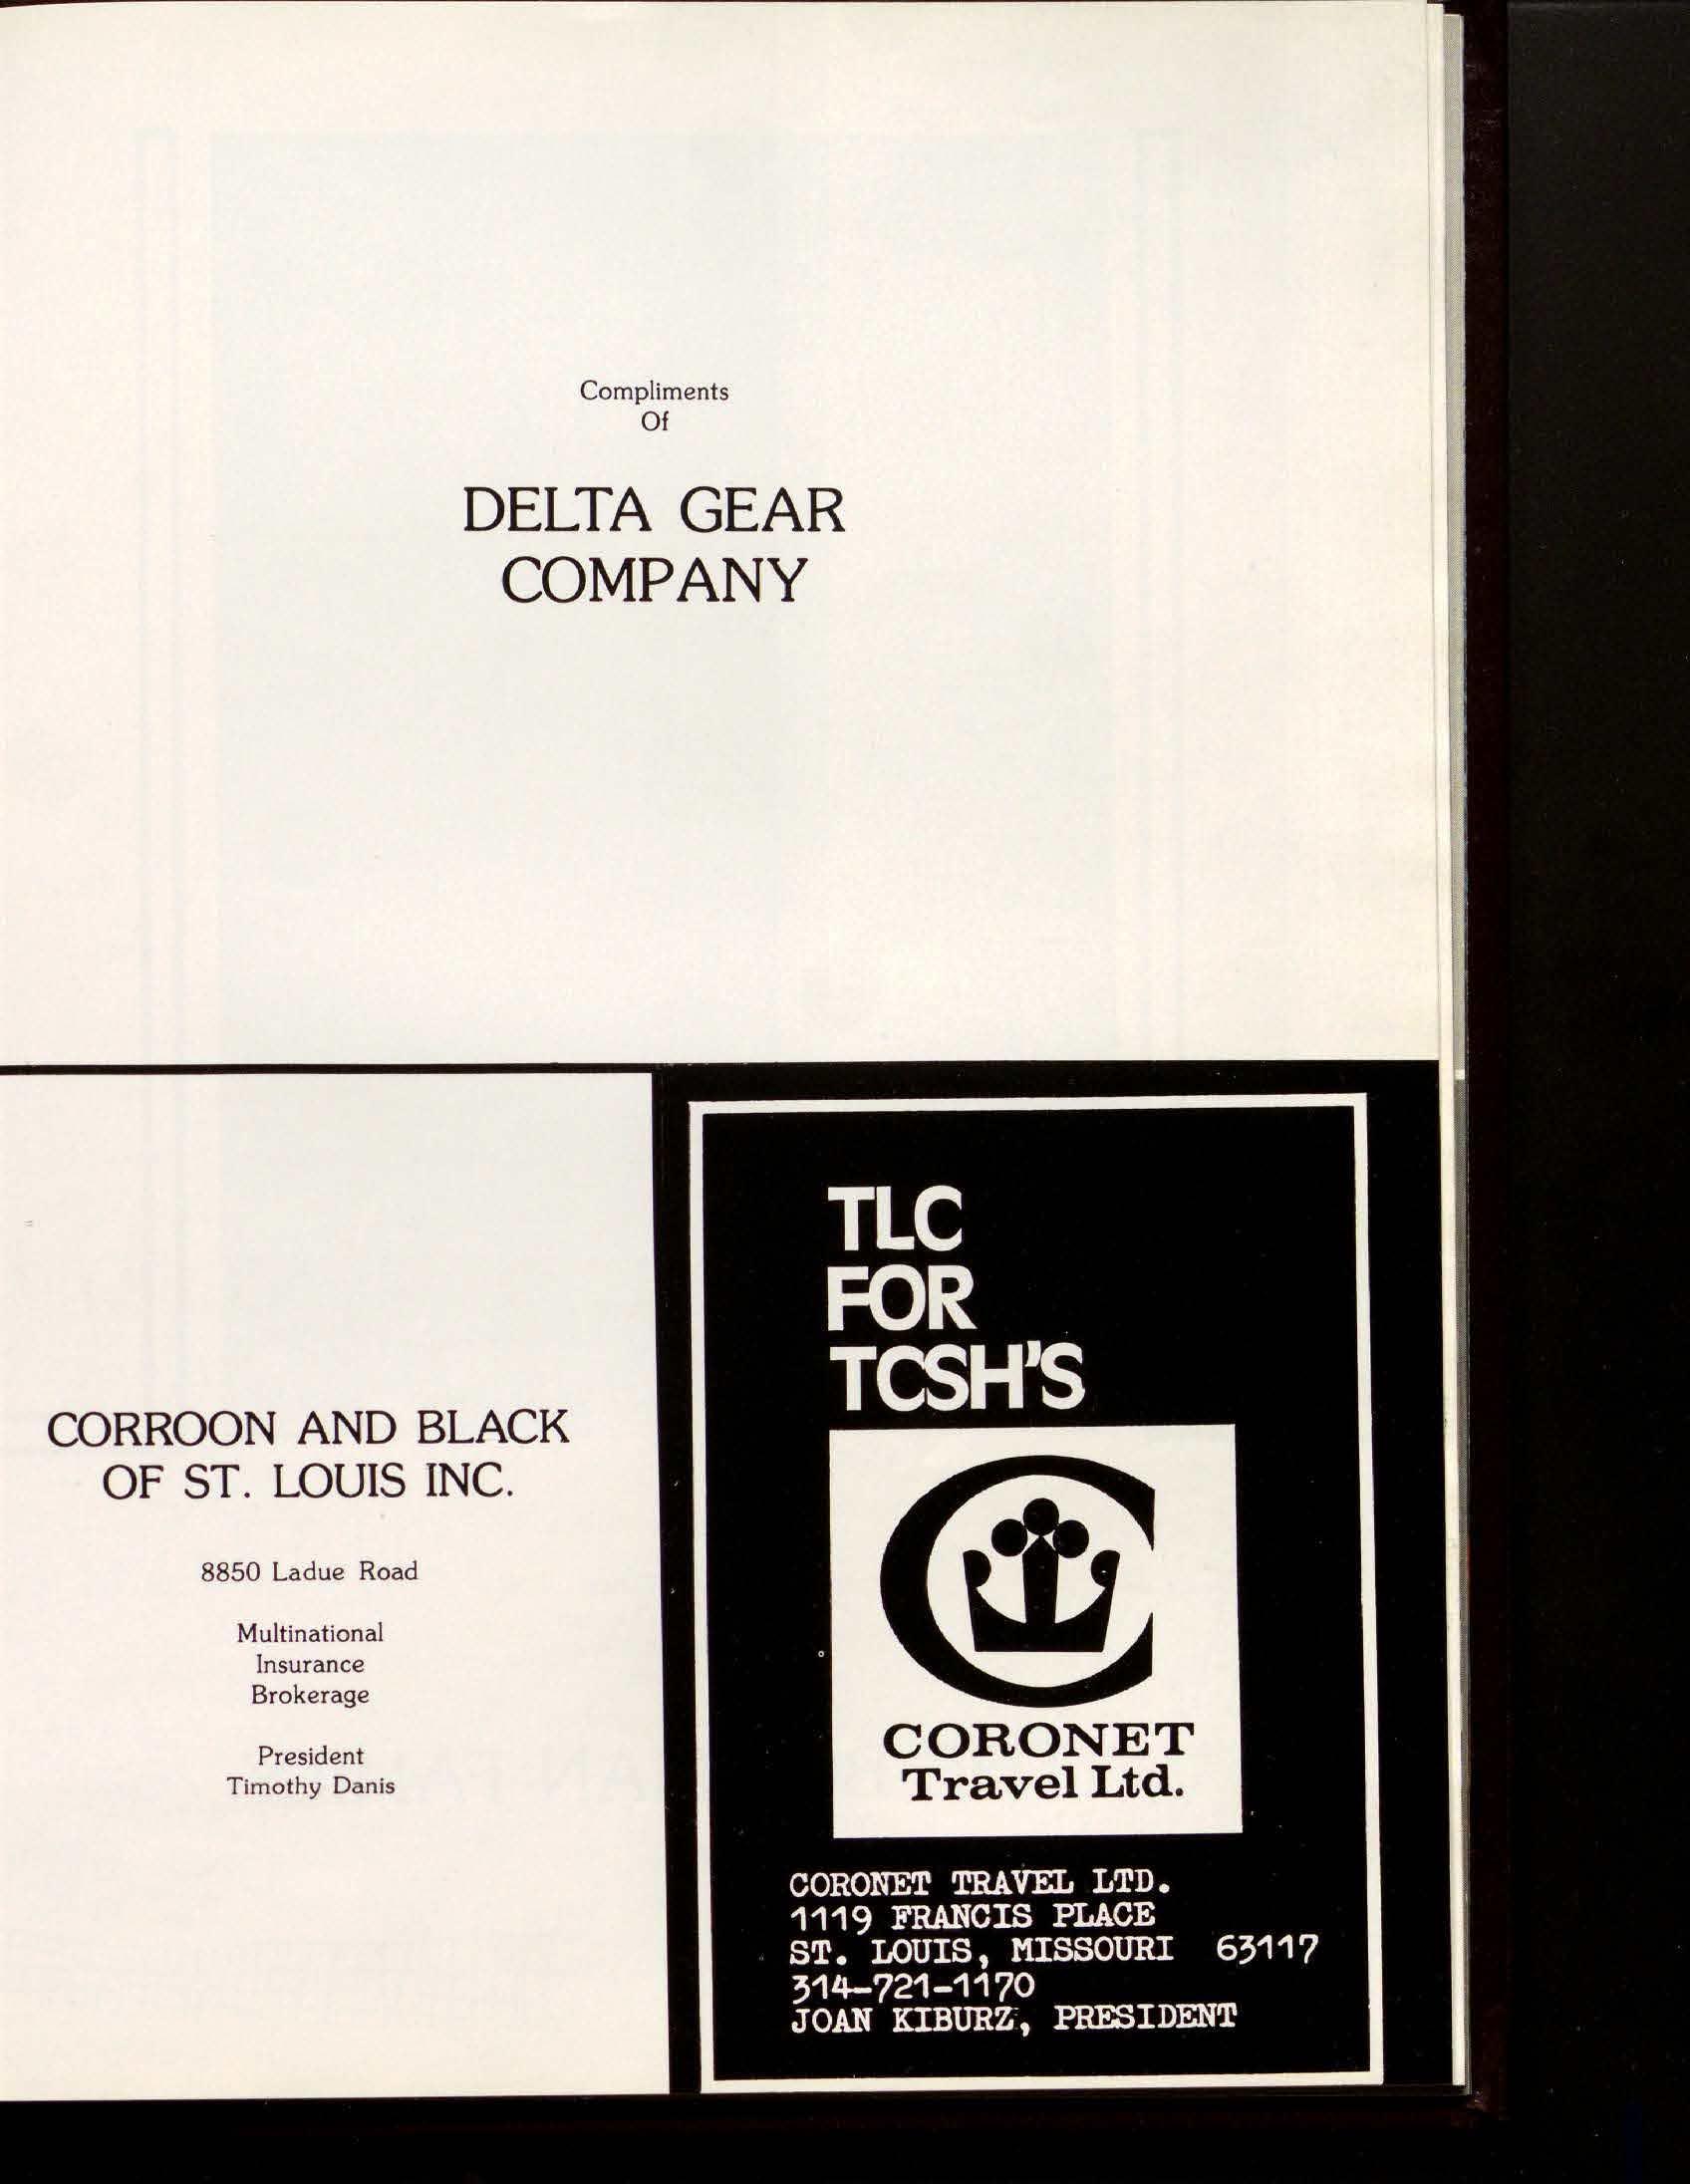 Compliments
Of
DELTA GEAR
COMPANY
CORROON AND BLACK
OF ST. LOUIS INC.
8850 Ladue Road
Multinational
Insurance
Brokerage
President
Timothy Danis
TLC
FOR
TCSH'S
CORONET
Travel Ltd.
CORONET TRAVEL LTD.
1119 FRANCIS PLACE
ST. LOUIS, MISSOURI 63117
314-721-1170
JOAN KIBURZ, PRESIDENT